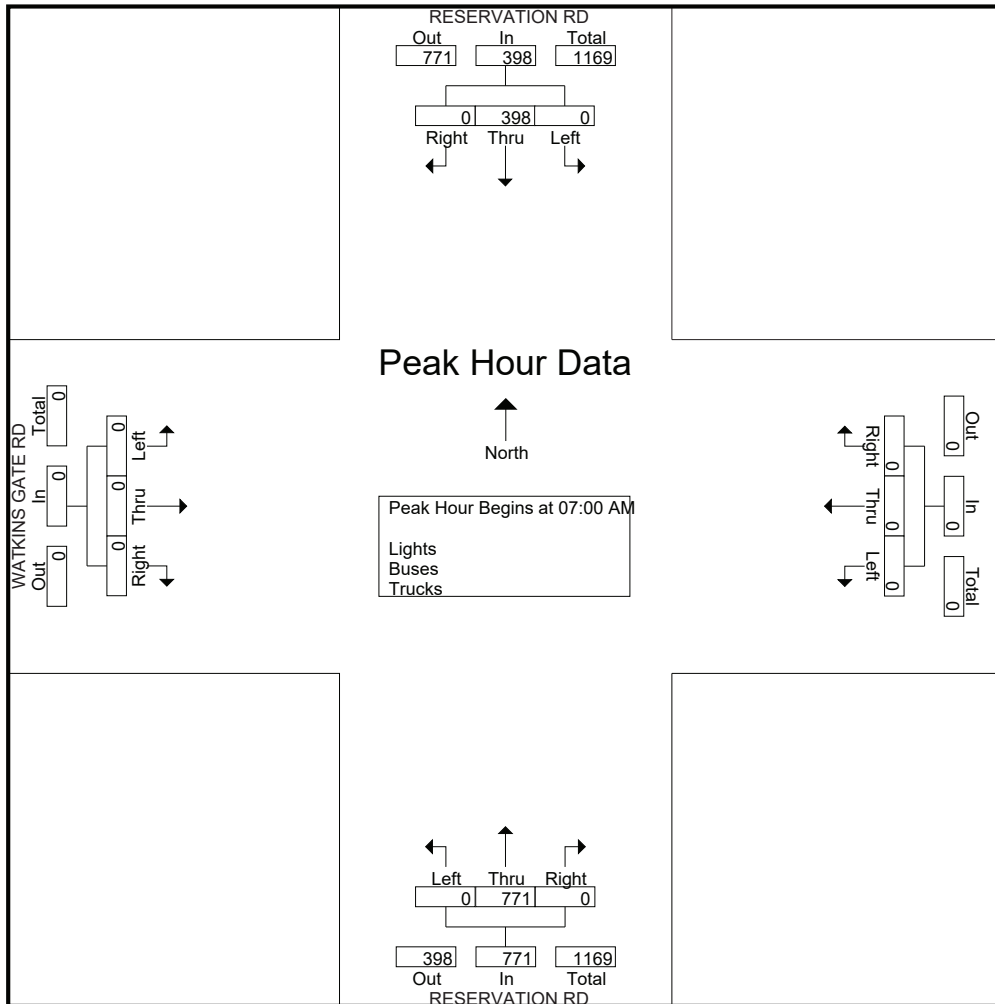 RESERVATION RD
Out In Total
771 398 1169
0 398 0
Right Thru Left
Peak Hour Data
North
Peak Hour Begins at 07:00 AM
Lights
Buses
Trucks
WATKINS GATE RD
Out In Total
0 0 0
0 0 0
Right Thru Left
Out In Total
0 0 0
0 0 0
Right Thru Left
Left Thru Right
0 771 0
398 771 1169
Out In Total
RESERVATION RD